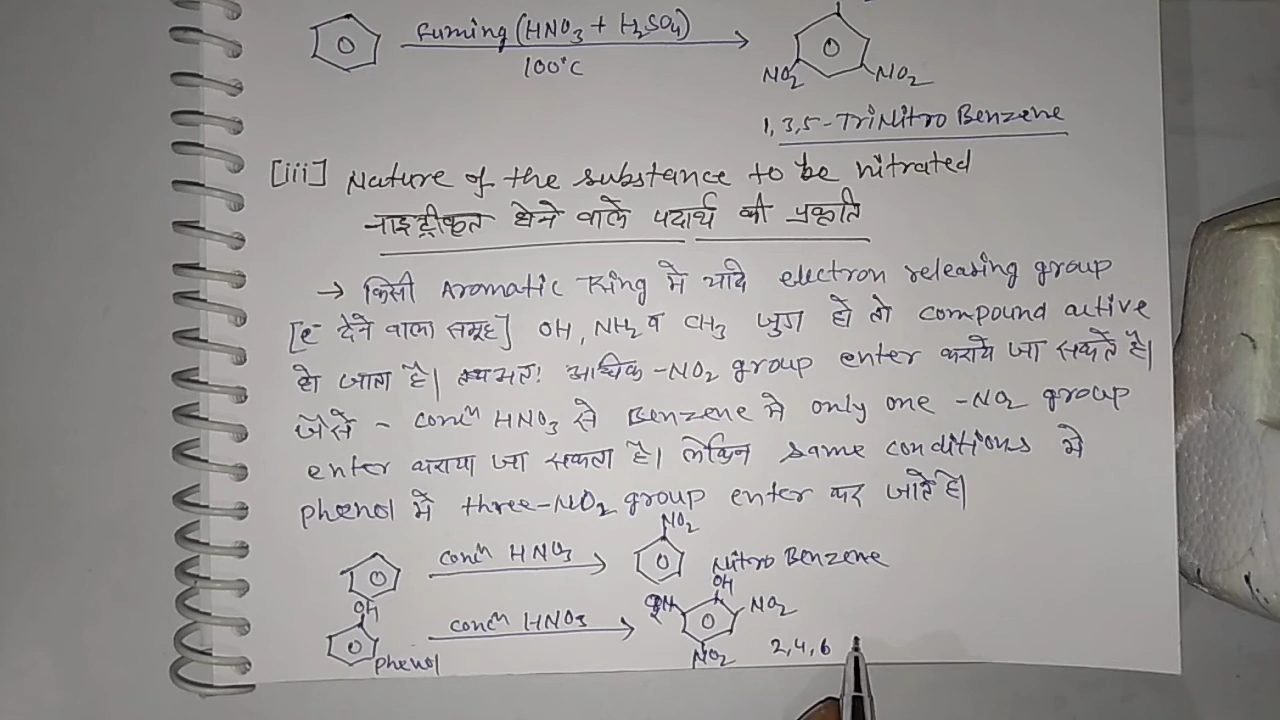 fuming (HNO3 + H2SO4)
100°C
NO2 NO2
1,3,5-TriNitro Benzene
[iii] Nature of the substance to be nitrated
नाइट्रीकृत होने वाले पदार्थ की प्रकृति
→ किसी Aromatic Ring मे यदि electron releasing group
[e- देने वाला समूह] OH, NH2 व CH3 जुडा हो तो compound active
हो जाता है। अधिक -NO2 group enter कराये जा सकते है।
जैसे - concn HNO3 से Benzene मे only one -NO2 group
enter कराया जा सकता है। लेकिन same conditions मे
phenol में three-NO2 group enter कर जाते है।
NO2
concn HNO3
Nitro Benzene
OH OH
concn HNO3
NO2
phenol NO2 2,4,6